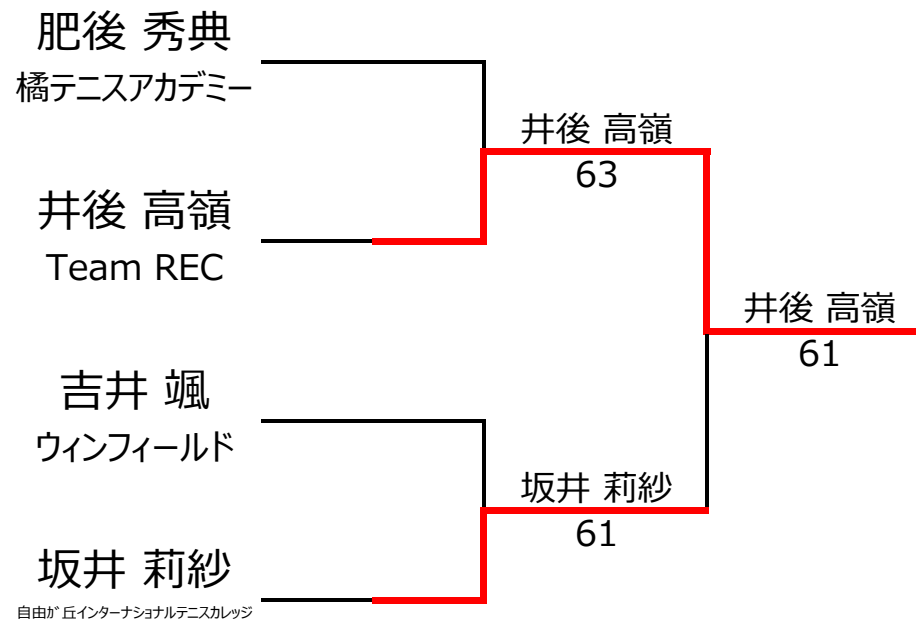 肥後 秀典
橘テニスアカデミー
井後 高嶺
63
井後 高嶺
Team REC
井後 高嶺
61
吉井 颯
ウィンフィールド
坂井 莉紗
61
坂井 莉紗
自由が丘インターナショナルテニスカレッジ